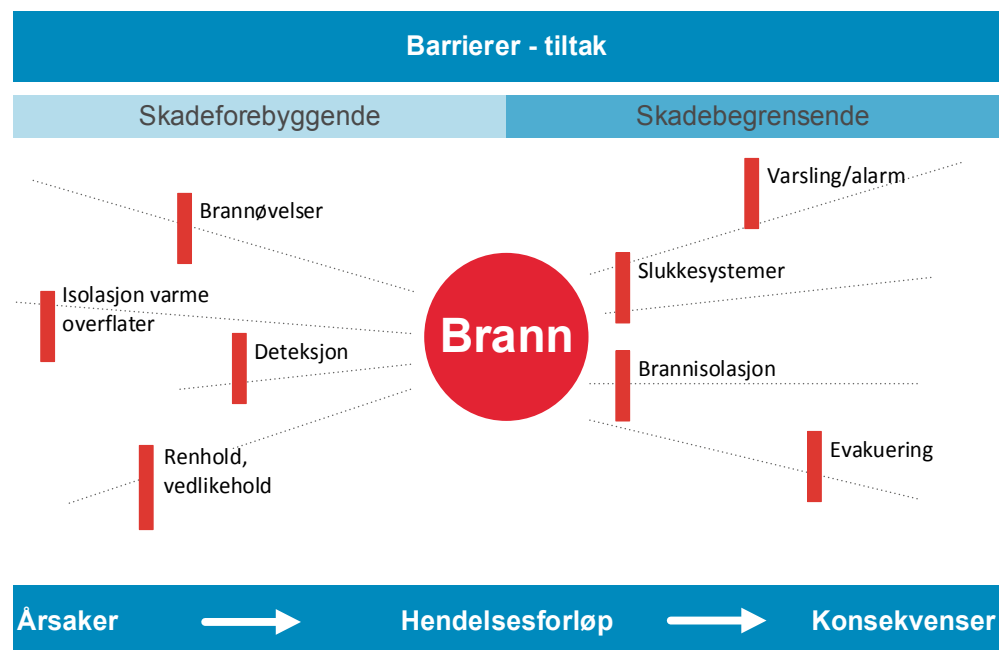 Barrierer - tiltak
Skadeforebyggende
Skadebegrensende
Brannøvelser
Isolasjon varme
overflater
Deteksjon
Renhold,
vedlikehold
Brann
Varsling/alarm
Slukkesystemer
Brannisolasjon
Evakuering
Årsaker
Hendelsesforløp
Konsekvenser